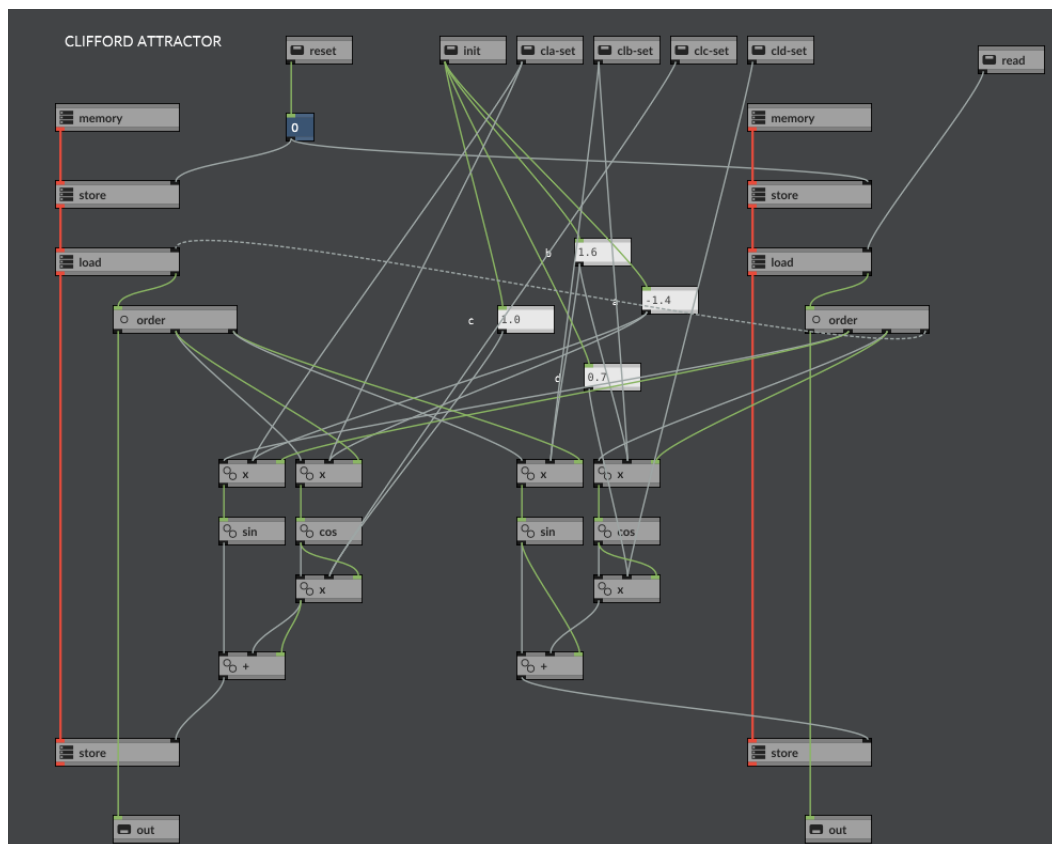 CLIFFORD ATTRACTOR
reset
init
cla-set
clb-set
clc-set
cld-set
read
memory
0
memory
store
store
b
1.6
load
load
a
-1.4
c
1.0
order
order
d
0.7
x
x
x
x
sin
cos
sin
cos
x
x
+
+
store
store
out
out